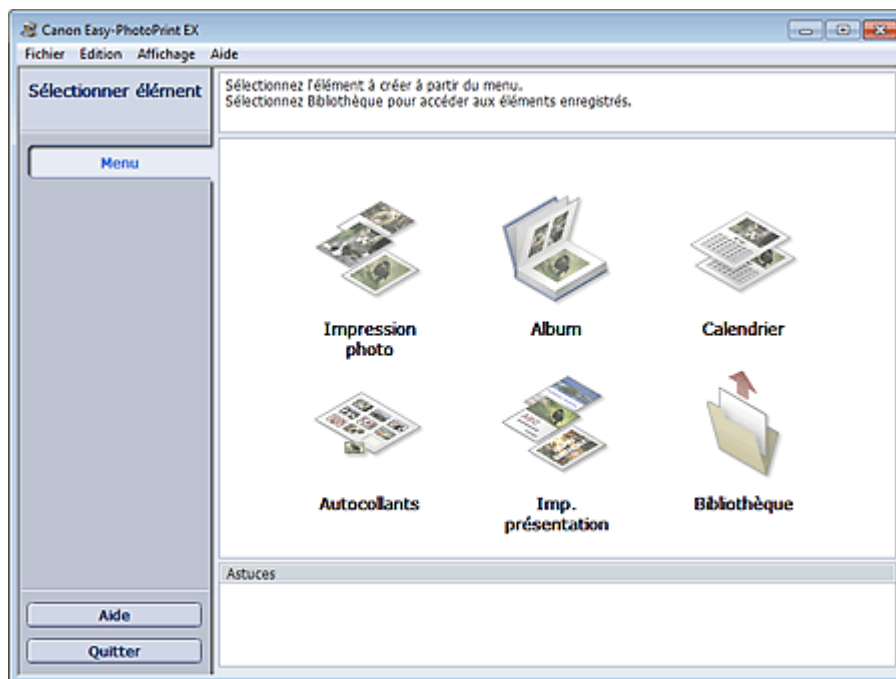 Canon Easy-PhotoPrint EX
Fichier Edition Affichage Aide
Sélectionner élément
Sélectionnez l'élément à créer à partir du menu.
Sélectionnez Bibliothèque pour accéder aux éléments enregistrés.
Menu
Impression
photo
Album
Calendrier
Autocollants
Imp.
présentation
Bibliothèque
Astuces
Aide
Quitter